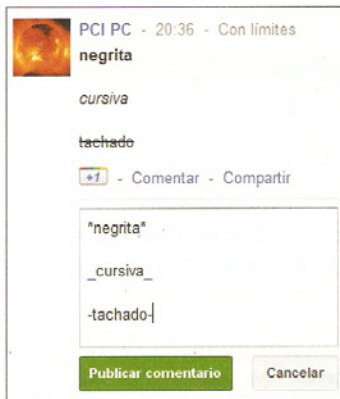 PCI PC - 20:36 - Con límites
negrita
cursiva
tachado
+1 - Comentar - Compartir
*negrita*
_cursiva_
-tachado-
Publicar comentario
Cancelar